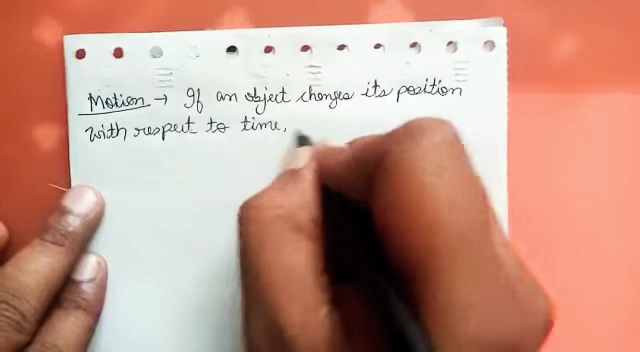 Motion → If an object changes its position
with respect to time,